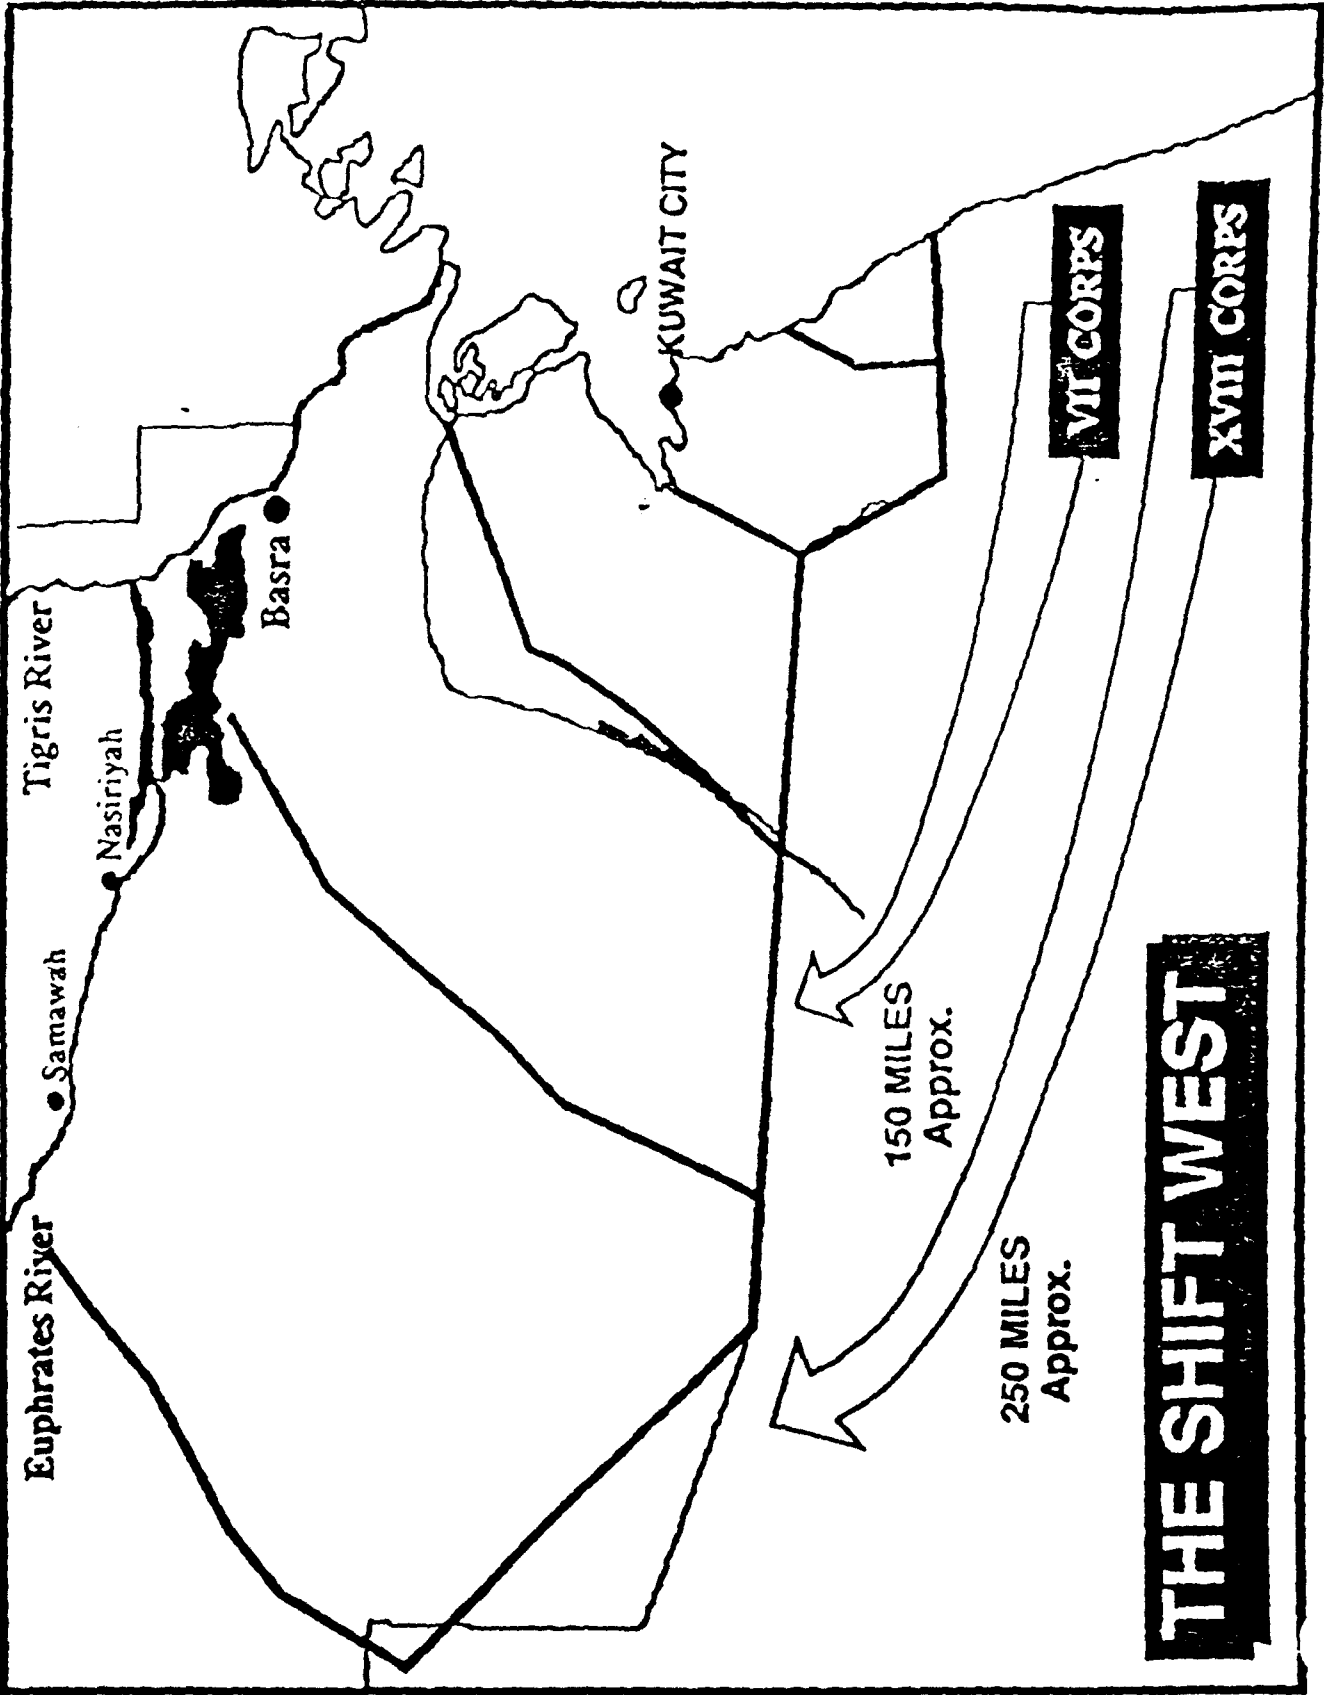 Euphrates River
Tigris River
Samawah
Nasiriyah
Basra
KUWAIT CITY
150 MILES
Approx.
250 MILES
Approx.
VII CORPS
XVIII CORPS
THE SHIFT WEST